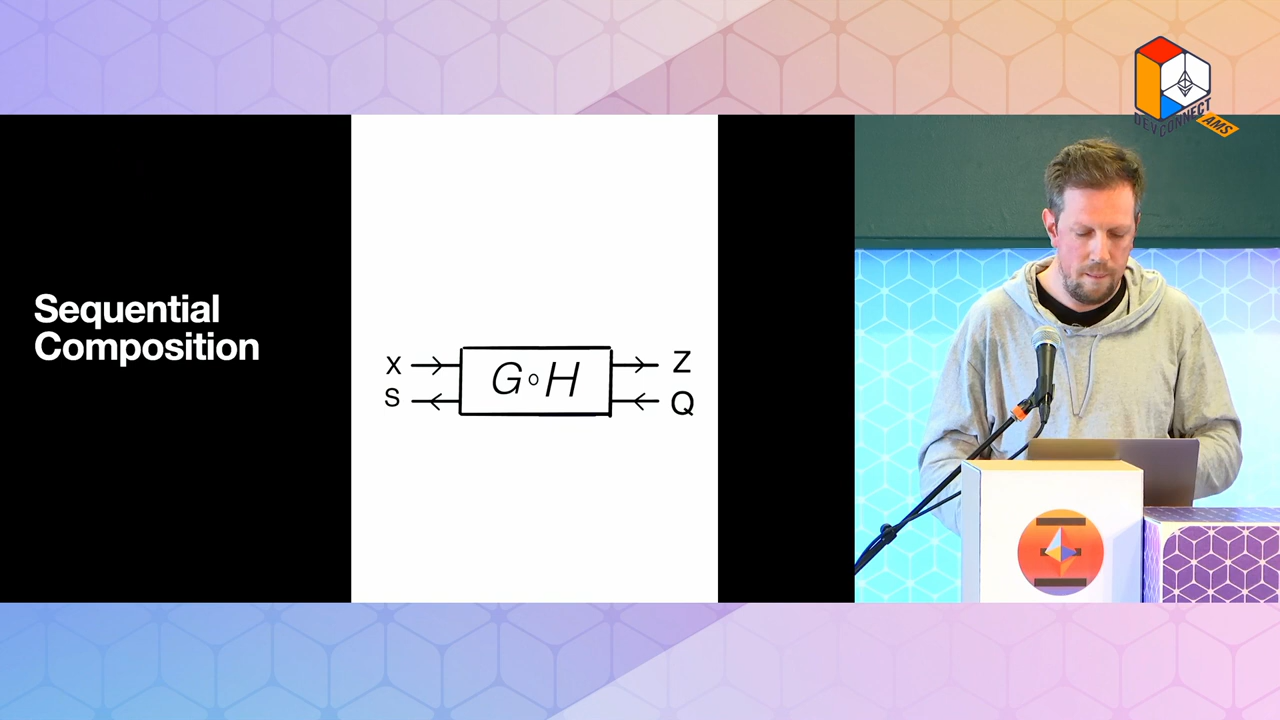 DEVCONNECT
AMS
Sequential
Composition
X
G∘H
Z
S
Q